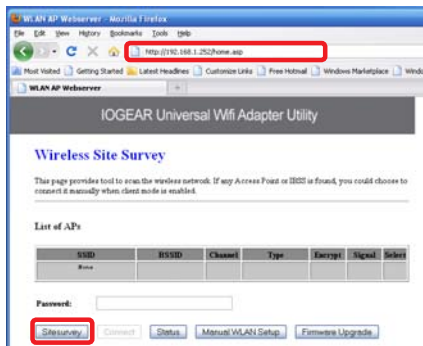 WLAN AP Webserver - Mozilla Firefox
File Edit View History Bookmarks Tools Help
http://192.168.1.252/home.asp
Most Visited Getting Started Latest Headlines Customize Links Free Hotmail Windows Marketplace Windo
WLAN AP Webserver
IOGEAR Universal Wifi Adapter Utility
Wireless Site Survey
This page provides tool to scan the wireless network. If any Access Point or IBSS is found, you could choose to
connect it manually when client mode is enabled.
List of APs
SSID BSSID Channel Type Encrypt Signal Select
None
Password:
Sitesurvey Connect Status Manual WLAN Setup Firmware Upgrade